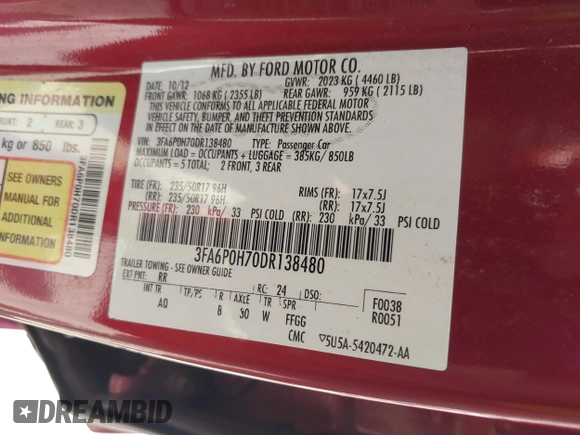 MFD. BY FORD MOTOR CO.
DATE: 10/12 GVWR: 2023 KG (4460 LB)
FRONT GAWR: 1068 KG (2355 LB) REAR GAWR: 959 KG (2115 LB)
THIS VEHICLE CONFORMS TO ALL APPLICABLE FEDERAL MOTOR
VEHICLE SAFETY, BUMPER, AND THEFT PREVENTION STANDARDS
IN EFFECT ON THE DATE OF MANUFACTURE SHOWN ABOVE.
VIN: 3FA6P0H70DR138480 TYPE: Passenger Car
MAXIMUM LOAD = OCCUPANTS + LUGGAGE = 385KG/850LB
OCCUPANTS = 5 TOTAL: 2 FRONT, 3 REAR
TIRE (FR): 235/50R17 96H RIMS (FR): 17x7.5J
(RR): 235/50R17 96H (RR): 17x7.5J
PRESSURE (FR): 230 kPa/ 33 PSI COLD (RR): 230 kPa/ 33 PSI COLD
3FA6P0H70DR138480
TRAILER TOWING - SEE OWNER GUIDE
EXT PNT: RR RC: 24 DSO: F0038
INT TR TP/PS R AXLE TR SPR R0051
AQ B 50 W FFGG
CMC ▽5U5A-5420472-AA
NG INFORMATION
FRONT: 2 REAR: 3
kg or 850 lbs.
3FA6P0H70DR138480
SEE OWNERS
MANUAL FOR
ADDITIONAL
INFORMATION
DREAMBID